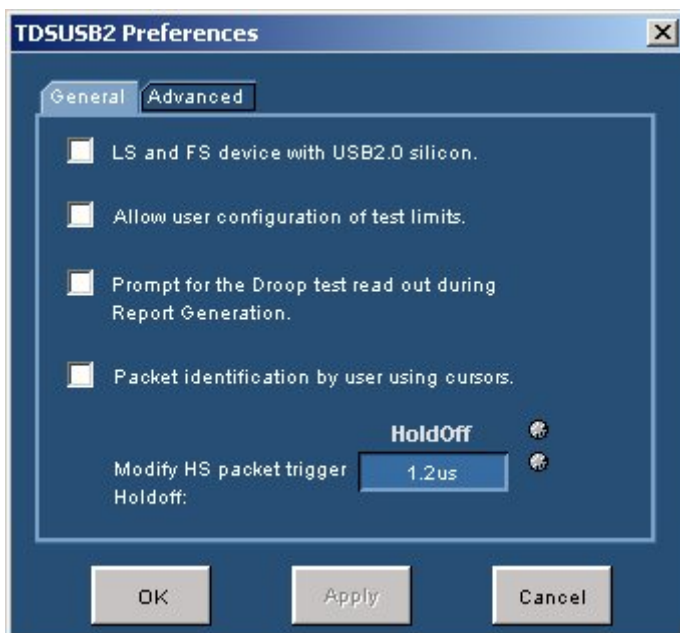 TDSUSB2 Preferences
General
Advanced
LS and FS device with USB2.0 silicon.
Allow user configuration of test limits.
Prompt for the Droop test read out during
Report Generation.
Packet identification by user using cursors.
HoldOff
Modify HS packet trigger
Holdoff:
1.2us
OK
Apply
Cancel